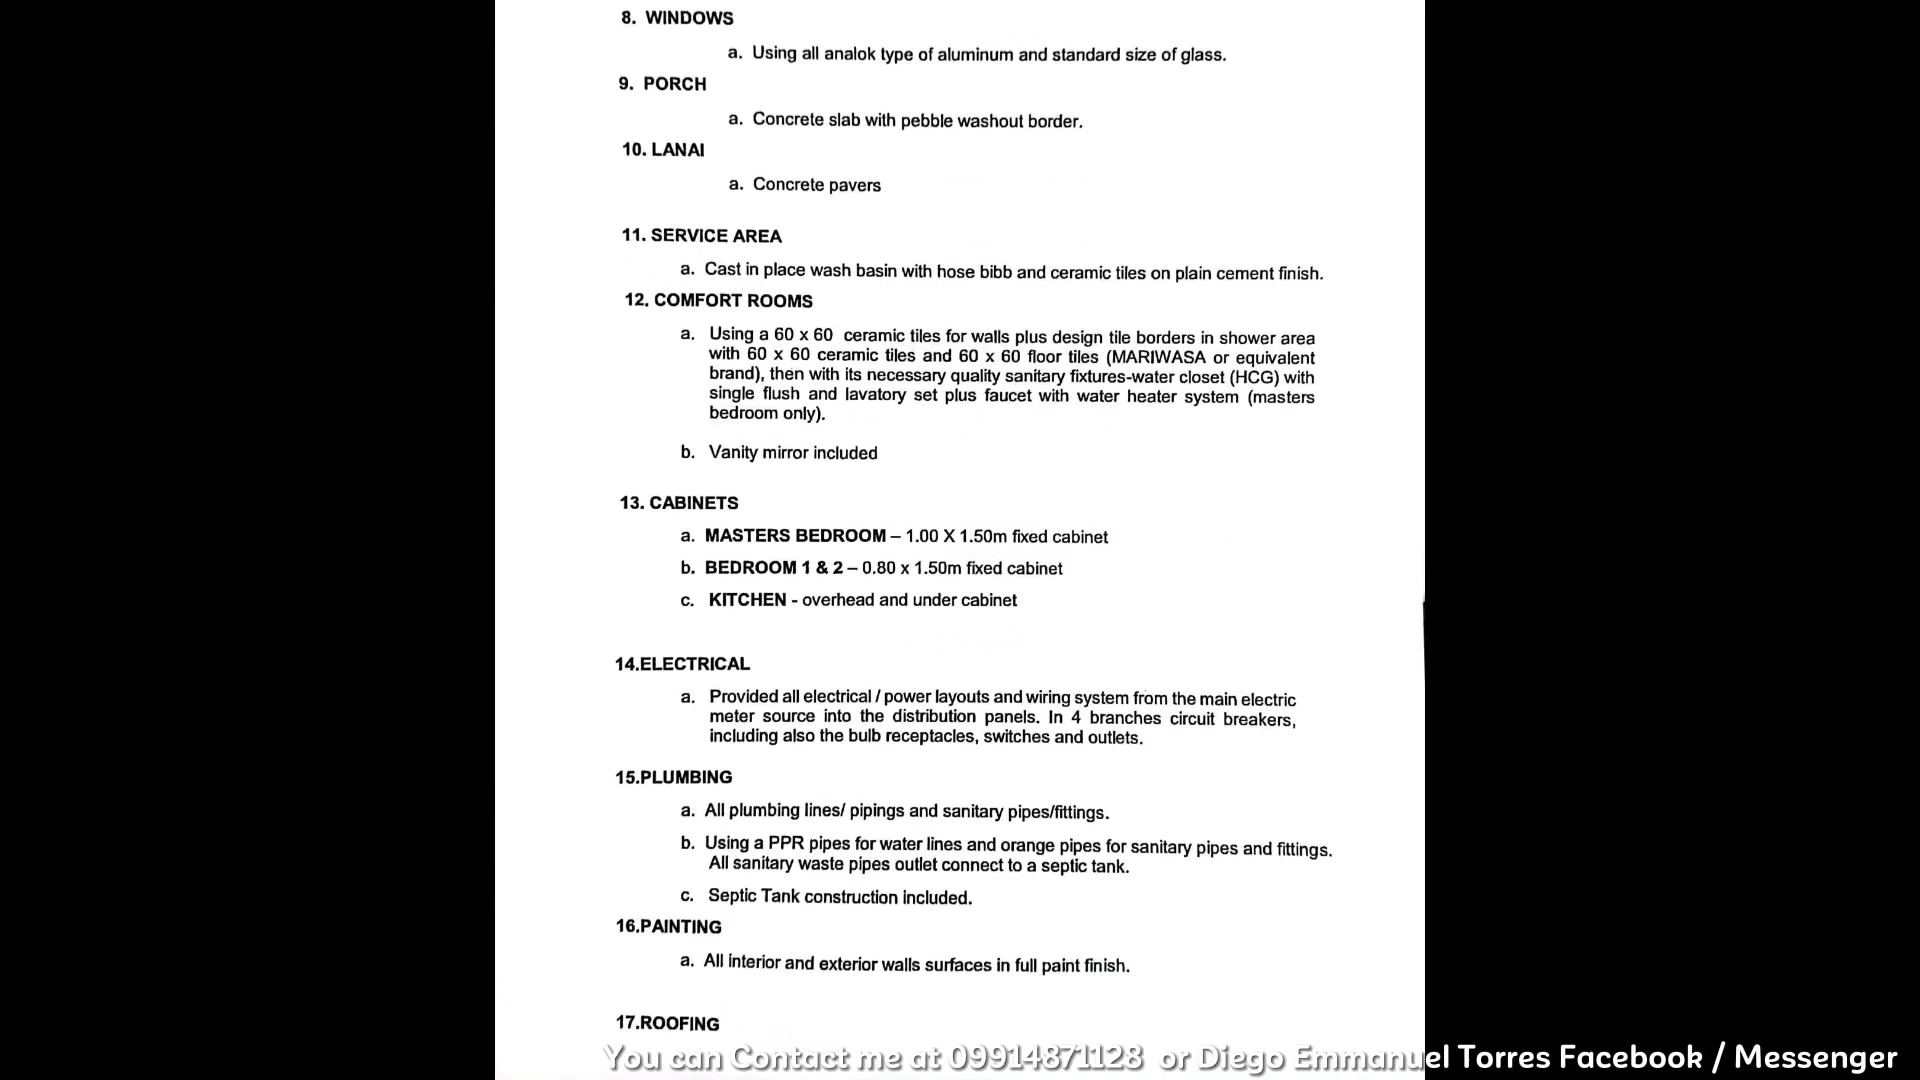 8. WINDOWS
a. Using all analok type of aluminum and standard size of glass.
9. PORCH
a. Concrete slab with pebble washout border.
10. LANAI
a. Concrete pavers
11. SERVICE AREA
a. Cast in place wash basin with hose bibb and ceramic tiles on plain cement finish.
12. COMFORT ROOMS
a. Using a 60 x 60 ceramic tiles for walls plus design tile borders in shower area
with 60 x 60 ceramic tiles and 60 x 60 floor tiles (MARIWASA or equivalent
brand), then with its necessary quality sanitary fixtures-water closet (HCG) with
single flush and lavatory set plus faucet with water heater system (masters
bedroom only).
b. Vanity mirror included
13. CABINETS
a. MASTERS BEDROOM – 1.00 X 1.50m fixed cabinet
b. BEDROOM 1 & 2 – 0.80 x 1.50m fixed cabinet
c. KITCHEN - overhead and under cabinet
14.ELECTRICAL
a. Provided all electrical / power layouts and wiring system from the main electric
meter source into the distribution panels. In 4 branches circuit breakers,
including also the bulb receptacles, switches and outlets.
15.PLUMBING
a. All plumbing lines/ pipings and sanitary pipes/fittings.
b. Using a PPR pipes for water lines and orange pipes for sanitary pipes and fittings.
All sanitary waste pipes outlet connect to a septic tank.
c. Septic Tank construction included.
16.PAINTING
a. All interior and exterior walls surfaces in full paint finish.
17.ROOFING
You can Contact me at 09914871128 or Diego Emmanuel Torres Facebook / Messenger